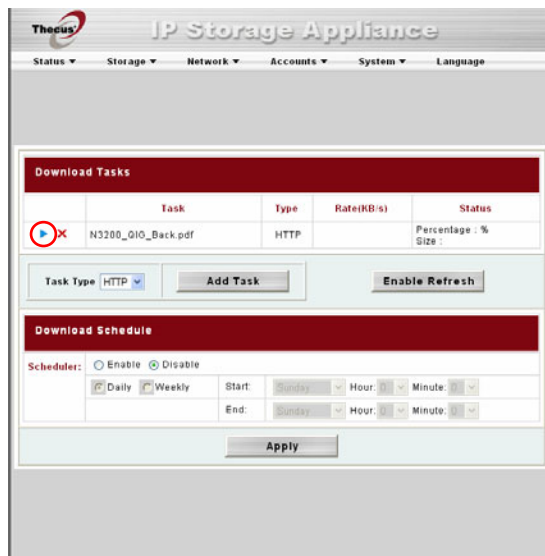 Thecus
IP Storage Appliance
Status ▼ Storage ▼ Network ▼ Accounts ▼ System ▼ Language
Download Tasks
Task Type Rate(KB/s) Status
N3200_QIG_Back.pdf HTTP Percentage : %
Size :
Task Type HTTP Add Task Enable Refresh
Download Schedule
Scheduler: Enable Disable
Daily Weekly Start: Sunday Hour: 0 Minute: 0
End: Sunday Hour: 0 Minute: 0
Apply